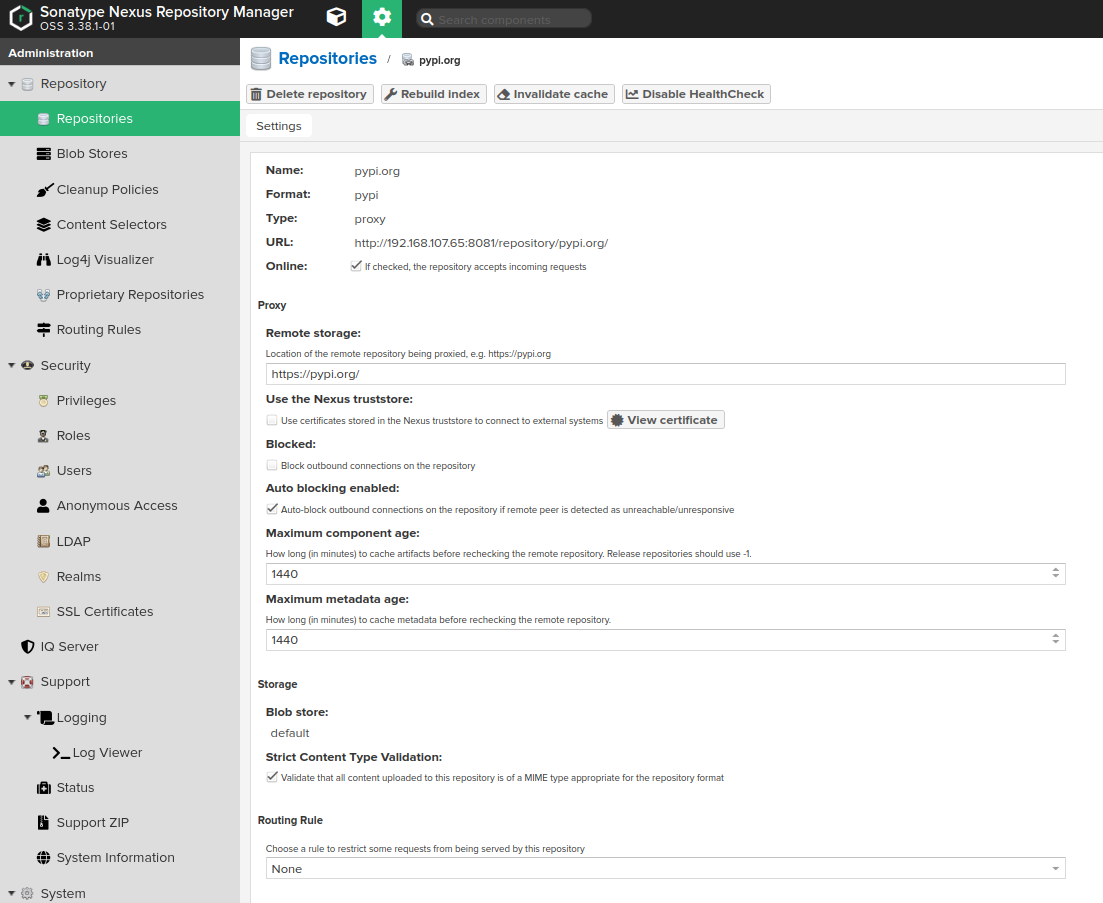 Sonatype Nexus Repository Manager
OSS 3.38.1-01
Search components
Administration
Repository
Repositories
Blob Stores
Cleanup Policies
Content Selectors
Log4j Visualizer
Proprietary Repositories
Routing Rules
Security
Privileges
Roles
Users
Anonymous Access
LDAP
Realms
SSL Certificates
IQ Server
Support
Logging
Log Viewer
Status
Support ZIP
System Information
System
Repositories / pypi.org
Delete repository Rebuild index Invalidate cache Disable HealthCheck
Settings
Name: pypi.org
Format: pypi
Type: proxy
URL: http://192.168.107.65:8081/repository/pypi.org/
Online: If checked, the repository accepts incoming requests
Proxy
Remote storage:
Location of the remote repository being proxied, e.g. https://pypi.org
https://pypi.org/
Use the Nexus truststore:
Use certificates stored in the Nexus truststore to connect to external systems View certificate
Blocked:
Block outbound connections on the repository
Auto blocking enabled:
Auto-block outbound connections on the repository if remote peer is detected as unreachable/unresponsive
Maximum component age:
How long (in minutes) to cache artifacts before rechecking the remote repository. Release repositories should use -1.
1440
Maximum metadata age:
How long (in minutes) to cache metadata before rechecking the remote repository.
1440
Storage
Blob store:
default
Strict Content Type Validation:
Validate that all content uploaded to this repository is of a MIME type appropriate for the repository format
Routing Rule
Choose a rule to restrict some requests from being served by this repository
None